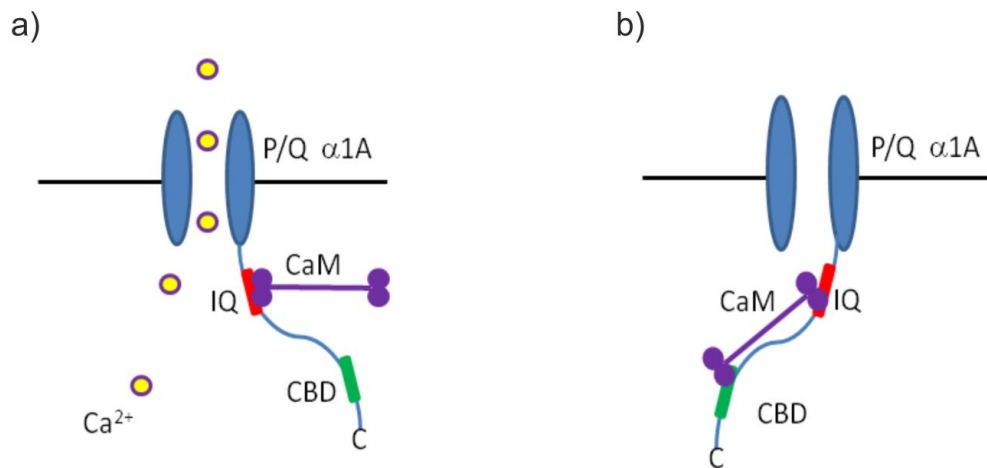 a)
P/Q α1A
CaM
IQ
CBD
Ca²⁺
C
b)
P/Q α1A
CaM
IQ
CBD
C